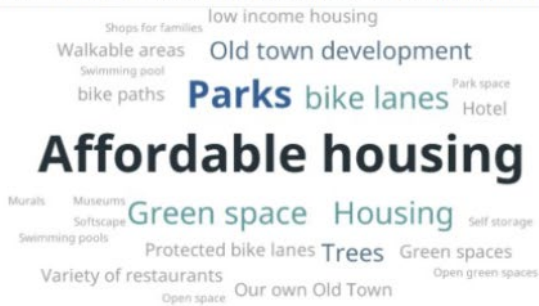 low income housing
Shops for families
Walkable areas Old town development
Swimming pool
bike paths Parks bike lanes Park space
Hotel
Affordable housing
Murals Museums
Softscape Green space Housing Self storage
Swimming pools
Protected bike lanes Trees Green spaces
Variety of restaurants Open green spaces
Open space Our own Old Town